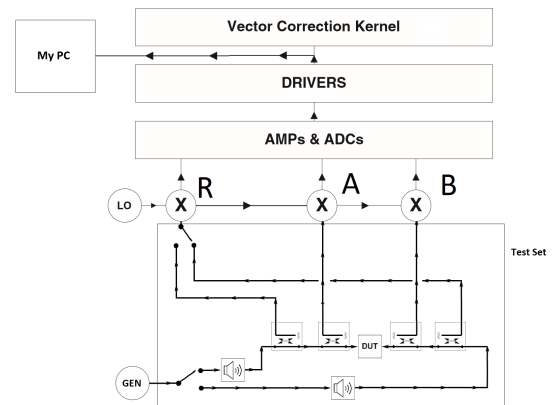 Vector Correction Kernel
My PC
DRIVERS
AMPs & ADCs
R
A
B
LO
X
X
X
Test Set
DUT
GEN